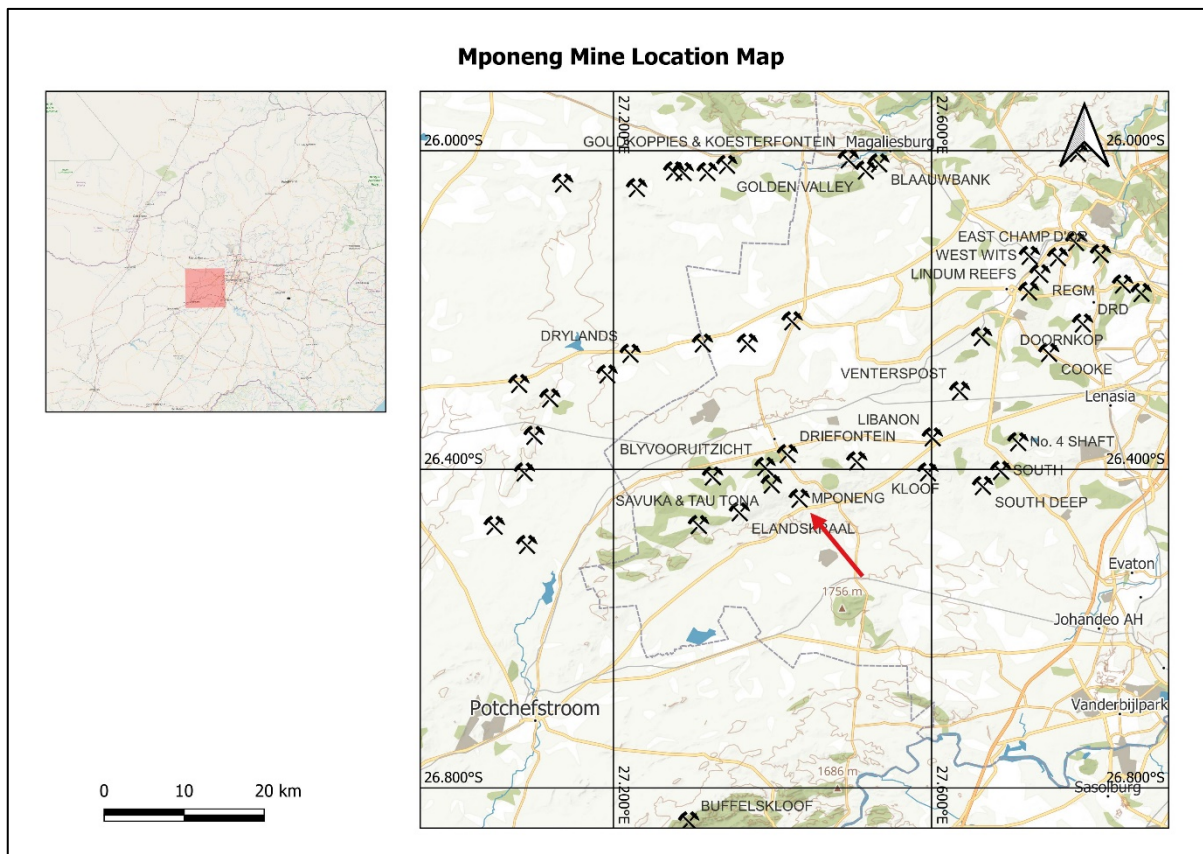 Mponeng Mine Location Map
27.200°E
27.600°E
26.000°S
26.000°S
GOUDKOPPIES & KOESTERFONTEIN
Magaliesburg
GOLDEN VALLEY
BLAAUWBANK
EAST CHAMP D'OR
WEST WITS
LINDUM REEFS
REGM
DRD
DRYLANDS
DOORNKOP
COOKE
VENTERSPOST
Lenasia
LIBANON
DRIEFONTEIN
BLYVOORUITZICHT
No. 4 SHAFT
26.400°S
26.400°S
SOUTH
KLOOF
SOUTH DEEP
SAVUKA & TAU TONA
MPONENG
ELANDSKRAAL
Evaton
1756 m
Johandeo AH
Potchefstroom
Vanderbijlpark
1686 m
26.800°S
26.800°S
Sasolburg
BUFFELSKLOOF
27.200°E
27.600°E
0 10 20 km